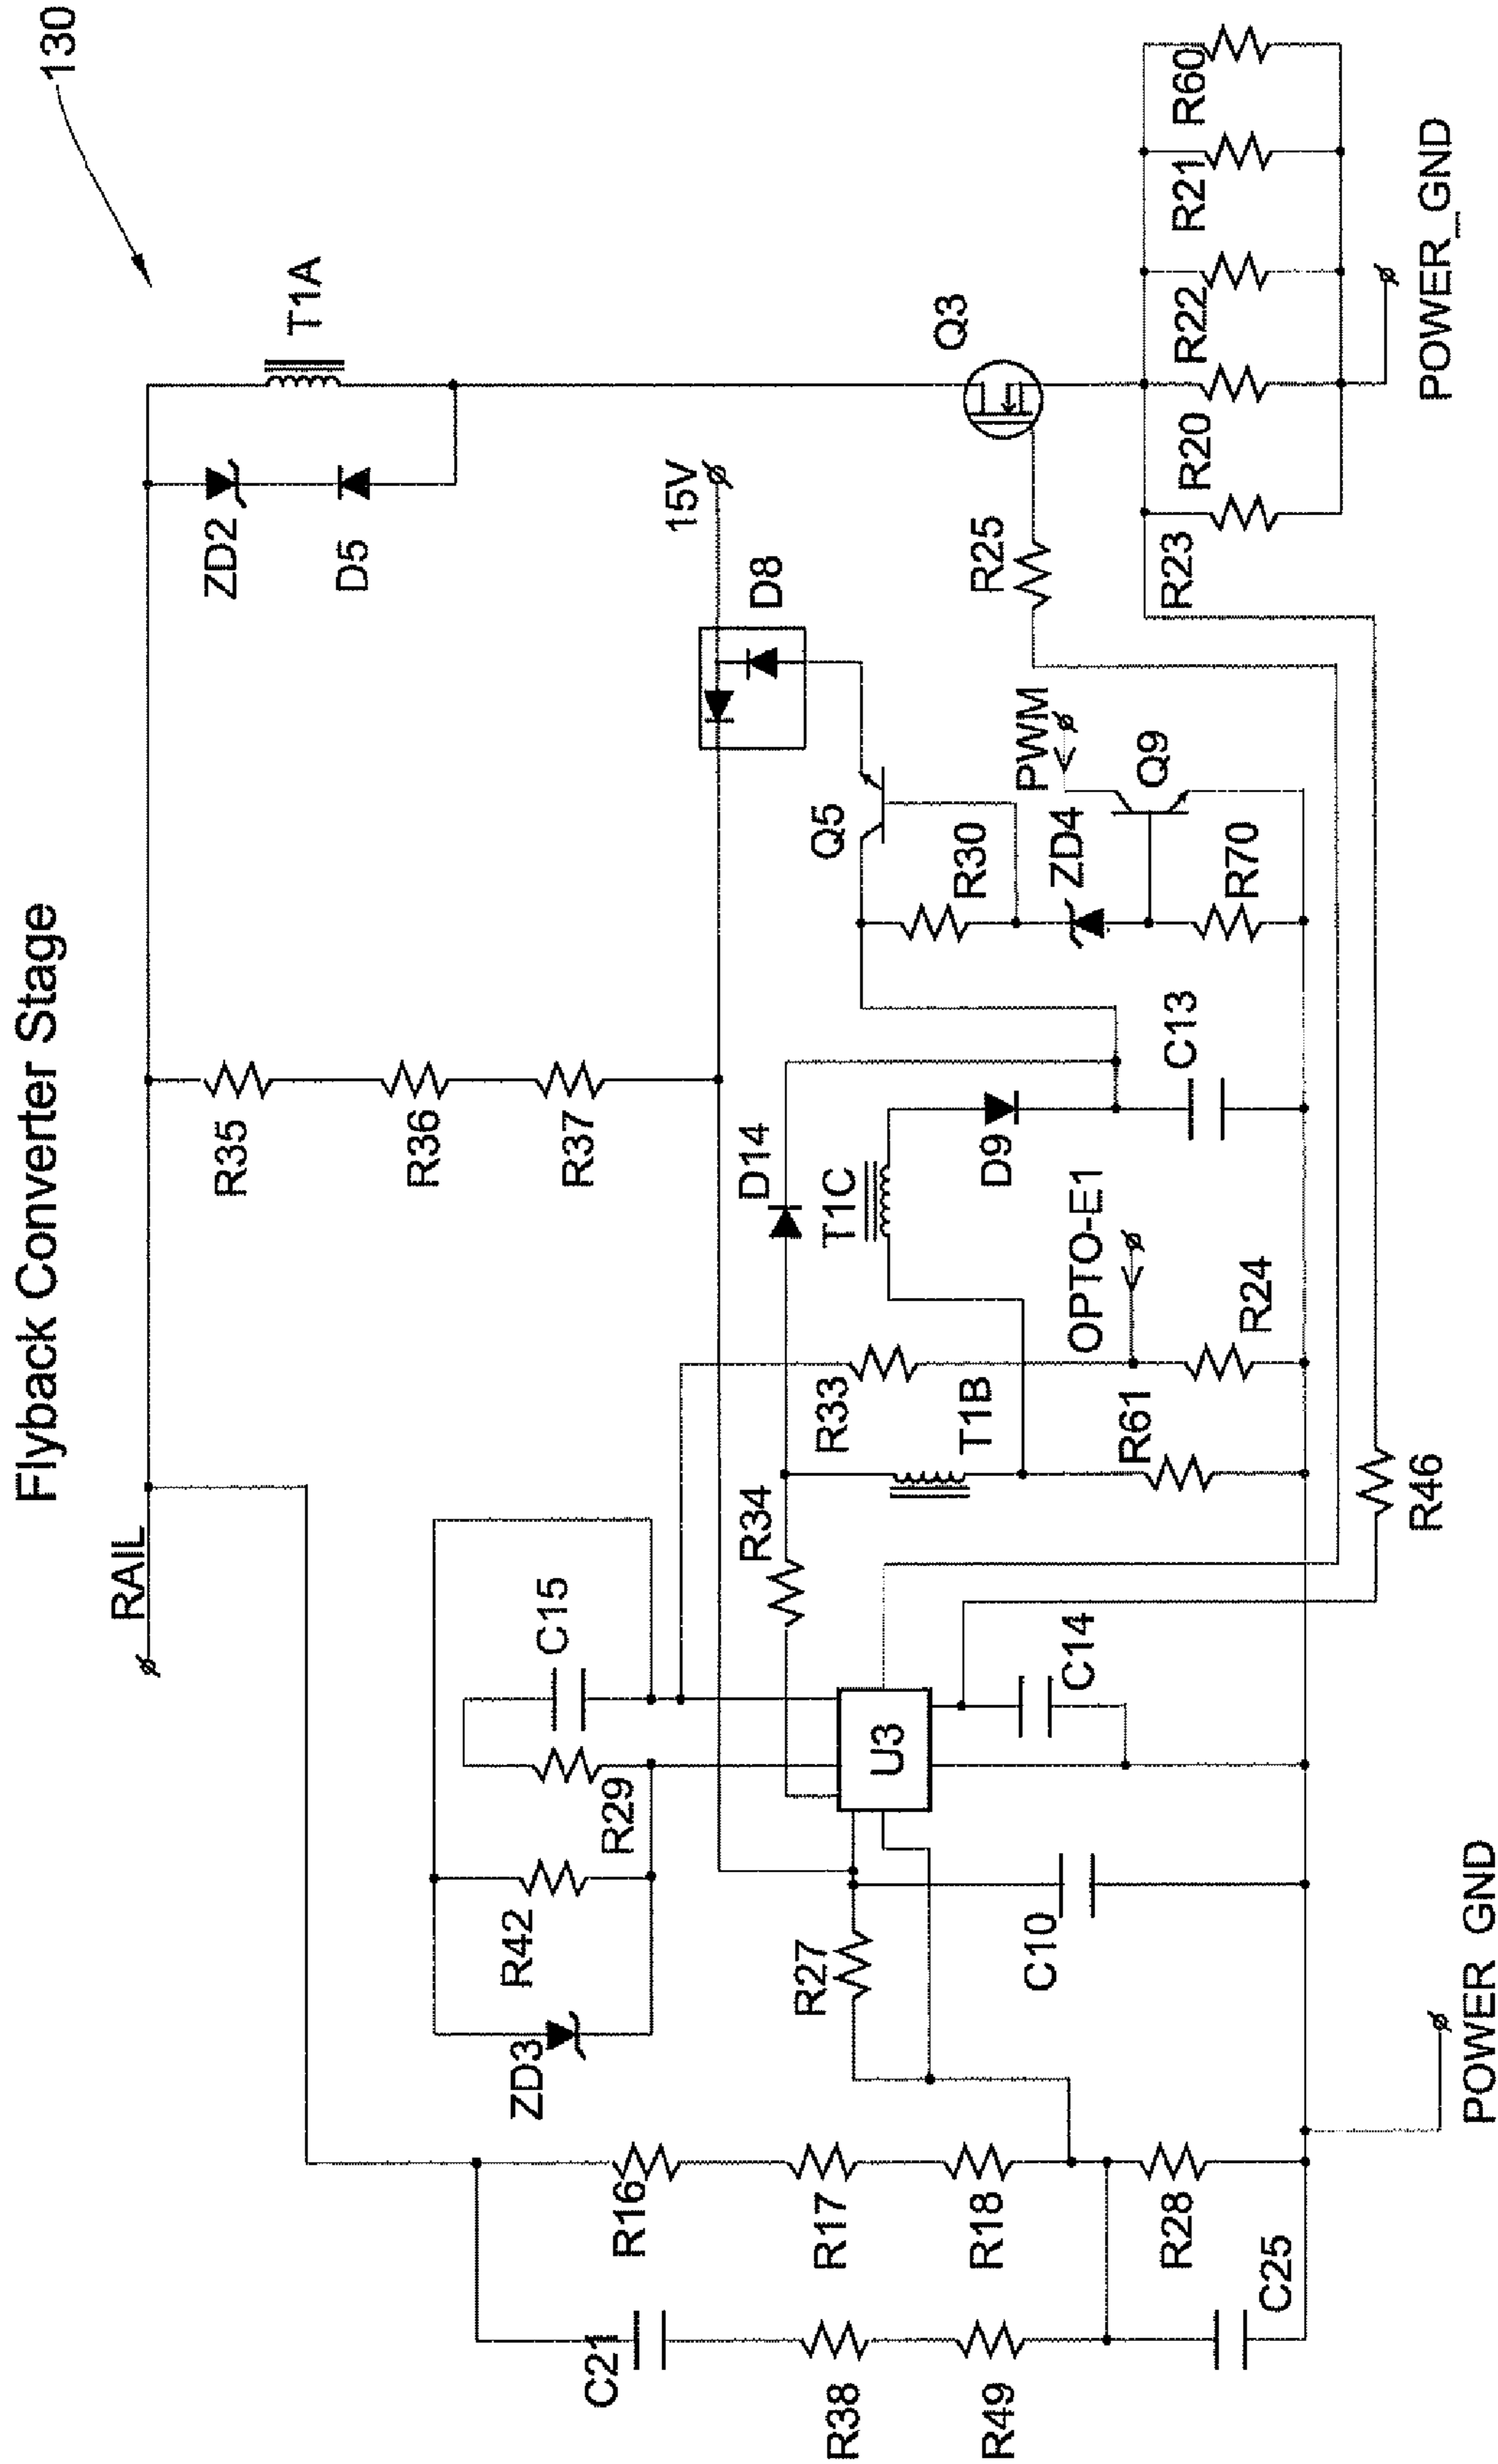 Flyback Converter Stage
130
RAIL
T1A
ZD2
D5
R35
R36
R37
15V
D8
Q3
R25
Q5
R30
ZD4
PWM
Q9
R70
R60
R21
R22
R20
R23
POWER_GND
D14
T1C
D9
C13
OPTO-E1
R24
R33
T1B
R61
R34
R46
C15
R29
R42
ZD3
U3
C14
R27
C10
R16
R17
R18
R28
C21
R38
R49
C25
POWER GND